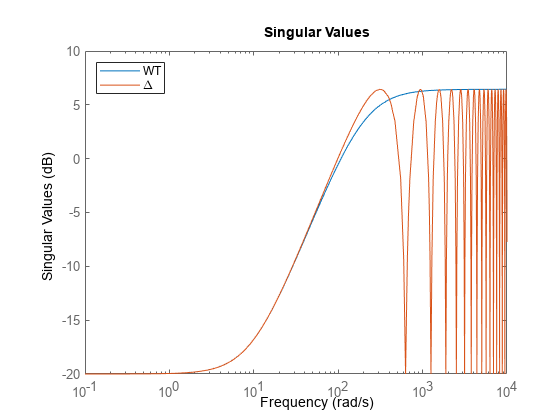 Singular Values
WT
Δ
Singular Values (dB)
10
5
0
-5
-10
-15
-20
10^-1
10^0
10^1
10^2
10^3
10^4
Frequency (rad/s)